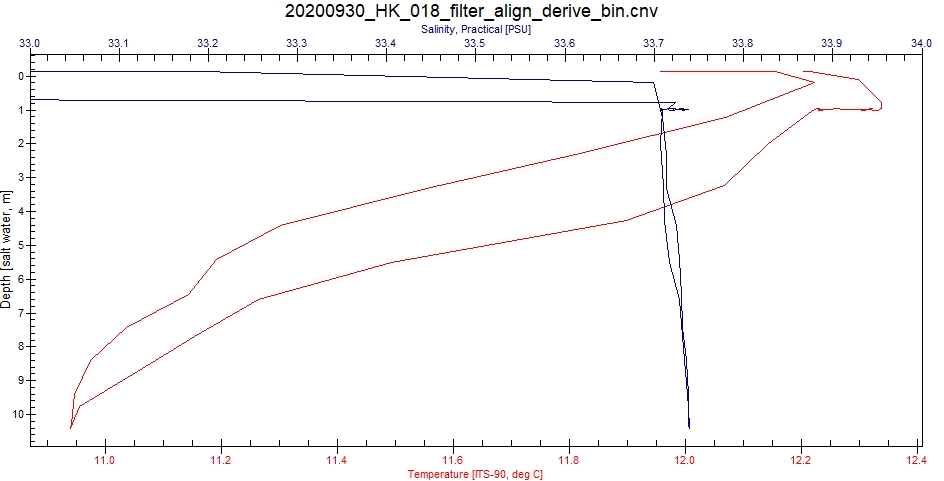 20200930_HK_018_filter_align_derive_bin.cnv
Salinity, Practical [PSU]
33.0 33.1 33.2 33.3 33.4 33.5 33.6 33.7 33.8 33.9 34.0
0
1
2
3
4
5
6
7
8
9
10
Depth [salt water, m]
11.0 11.2 11.4 11.6 11.8 12.0 12.2 12.4
Temperature [ITS-90, deg C]